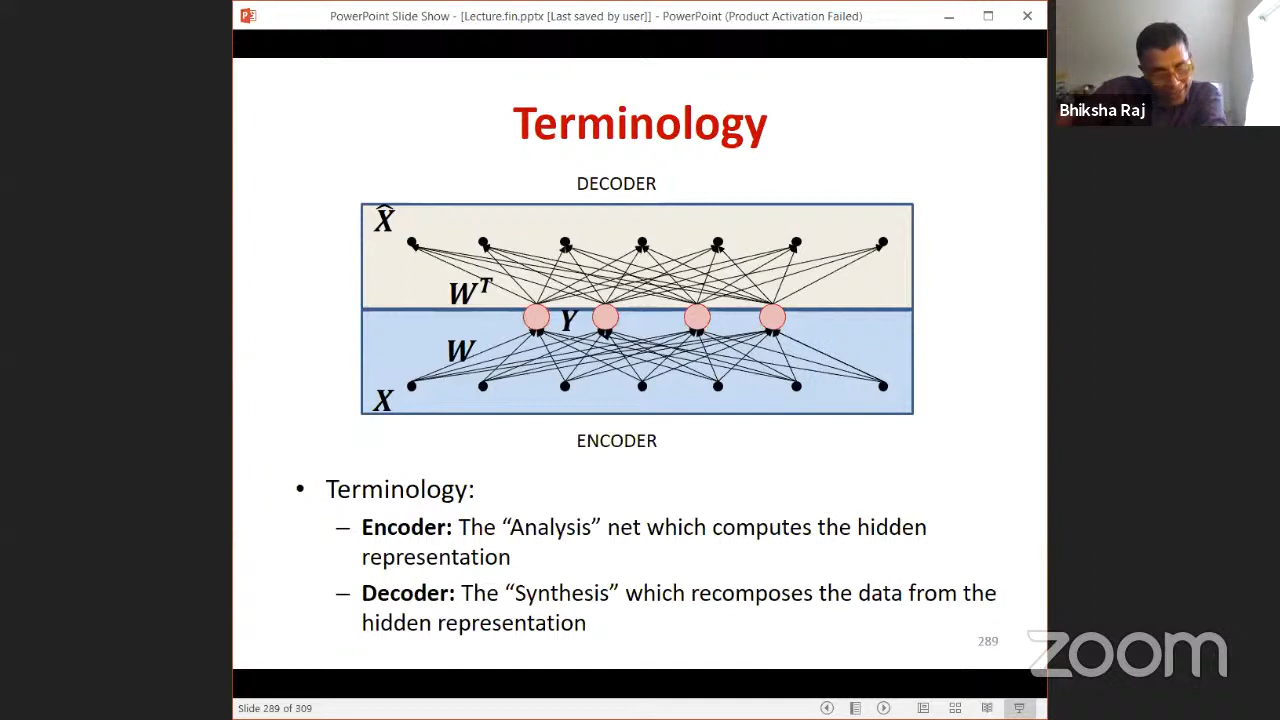 PowerPoint Slide Show - [Lecture.fin.pptx [Last saved by user]] - PowerPoint (Product Activation Failed)
Bhiksha Raj
Terminology
DECODER
X̂
Wᵀ
Y
W
X
ENCODER
• Terminology:
– Encoder: The “Analysis” net which computes the hidden
representation
– Decoder: The “Synthesis” which recomposes the data from the
hidden representation
289
zoom
Slide 289 of 309